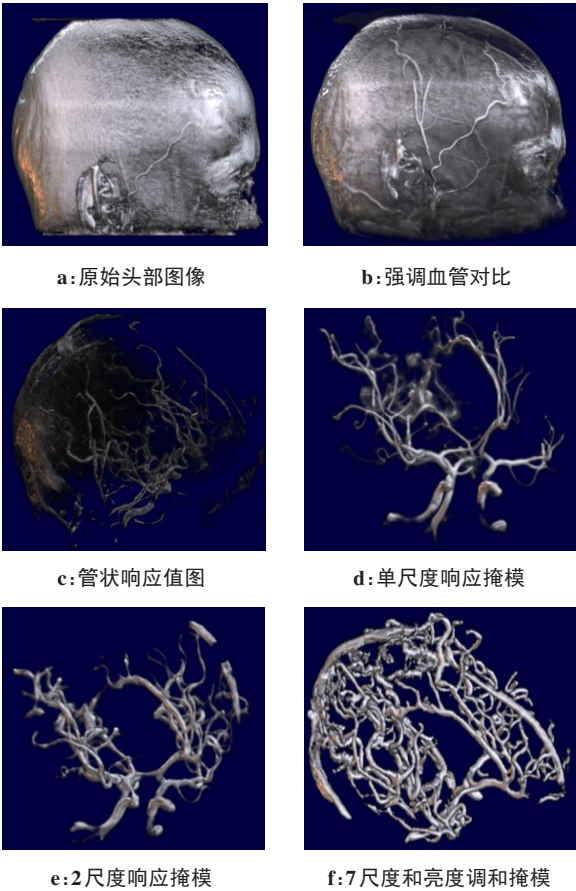 a:原始头部图像
b:强调血管对比
c:管状响应值图
d:单尺度响应掩模
e:2尺度响应掩模
f:7尺度和亮度调和掩模